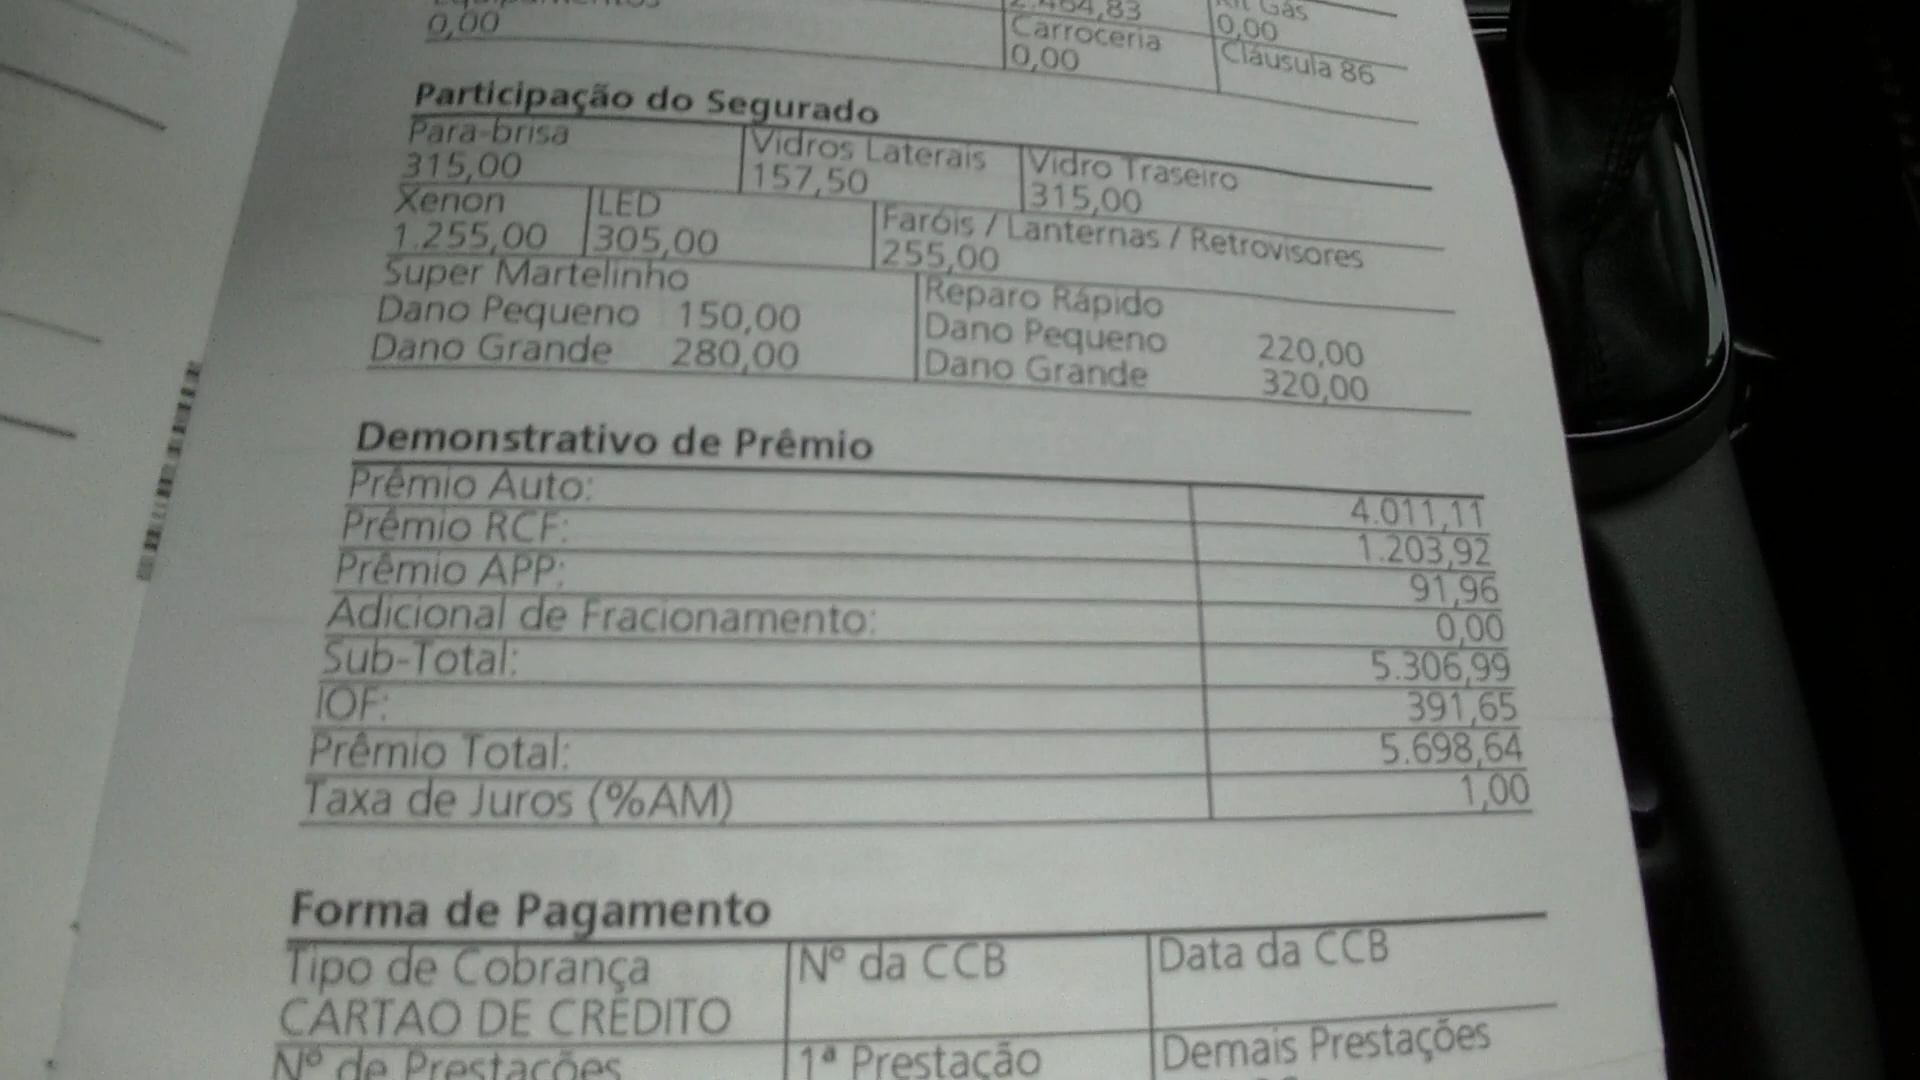 Equipamentos
0,00
2.464,83
Carroceria
0,00
Kit Gás
0,00
Cláusula 86
Participação do Segurado
Para-brisa
315,00
Vidros Laterais
157,50
Vidro Traseiro
315,00
Xenon
1.255,00
LED
305,00
Faróis / Lanternas / Retrovisores
255,00
Super Martelinho
Dano Pequeno 150,00
Dano Grande 280,00
Reparo Rápido
Dano Pequeno 220,00
Dano Grande 320,00
Demonstrativo de Prêmio
Prêmio Auto: 4.011,11
Prêmio RCF: 1.203,92
Prêmio APP: 91,96
Adicional de Fracionamento: 0,00
Sub-Total: 5.306,99
IOF: 391,65
Prêmio Total: 5.698,64
Taxa de Juros (%AM) 1,00
Forma de Pagamento
Tipo de Cobrança
CARTAO DE CRÉDITO
Nº da CCB
Data da CCB
Nº de Prestações
1ª Prestação
Demais Prestações